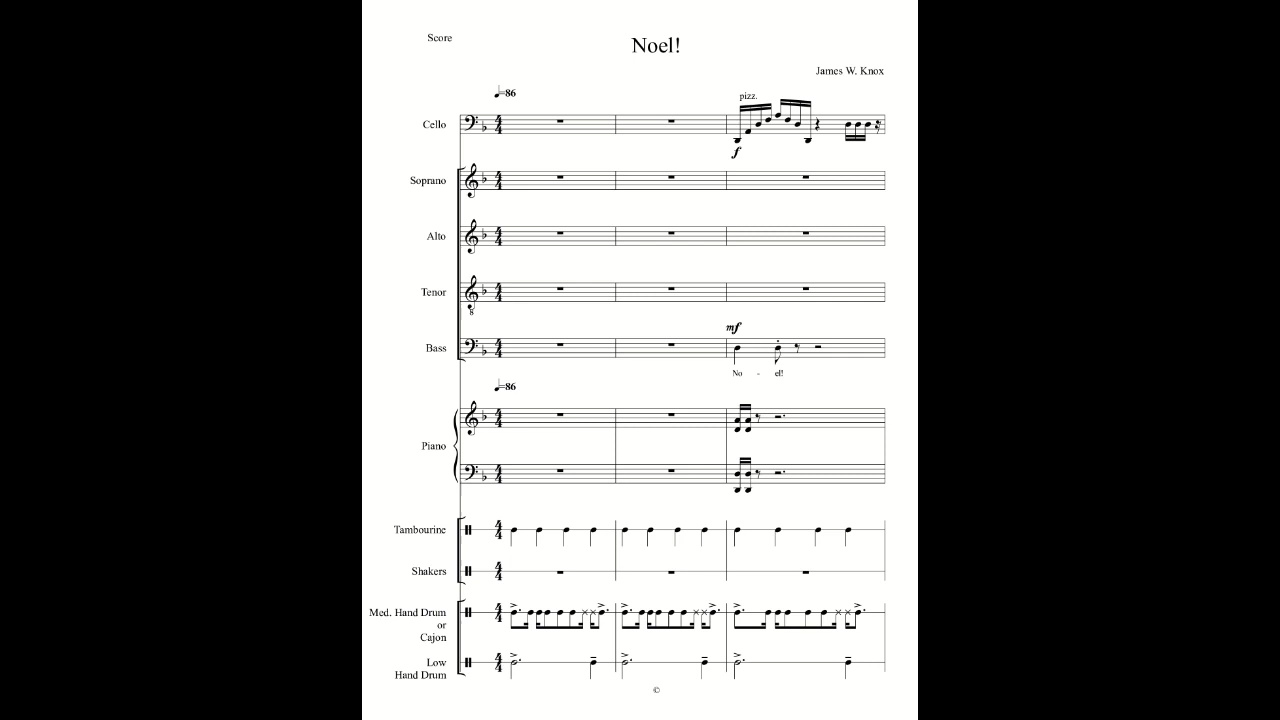 Score
Noel!
James W. Knox
=86
pizz.
Cello
f
Soprano
Alto
Tenor
8
mf
Bass
No - el!
=86
Piano
Tambourine
Shakers
Med. Hand Drum
or
Cajon
Low
Hand Drum
©